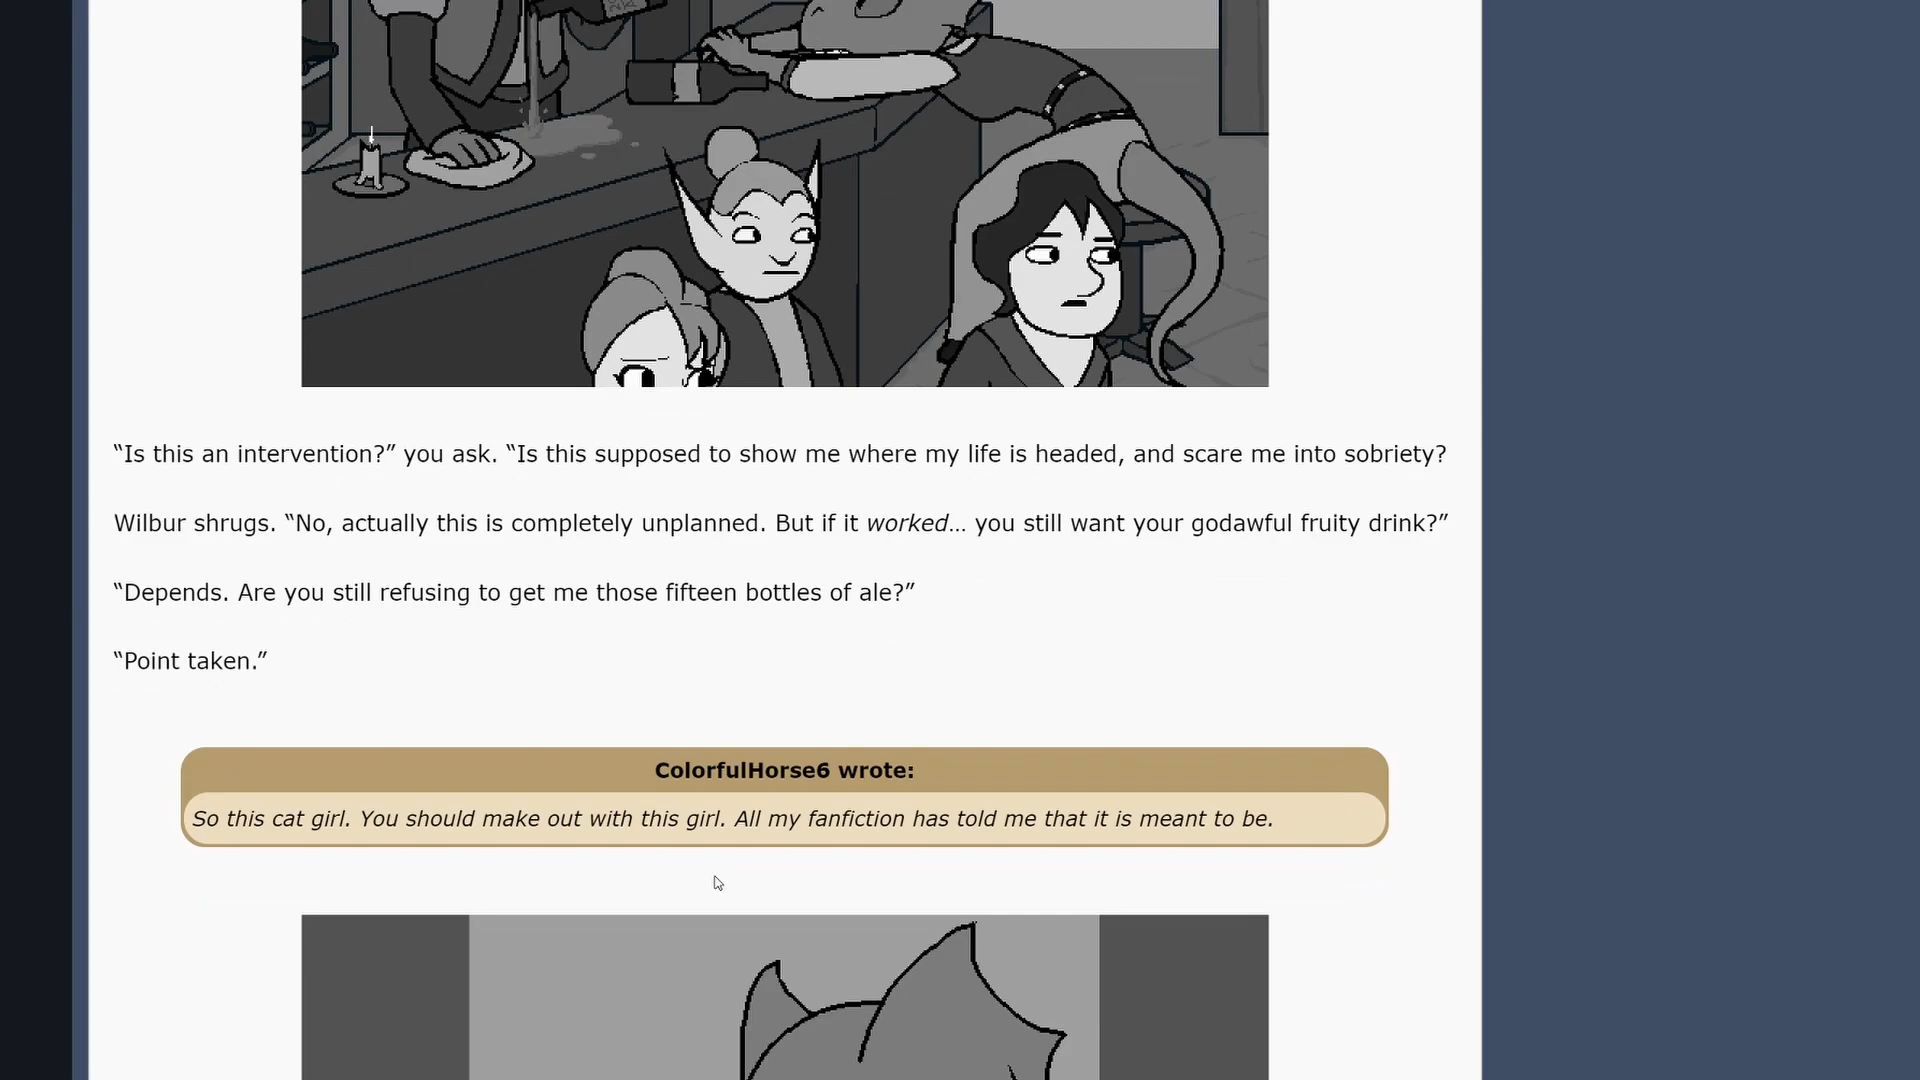 “Is this an intervention?” you ask. “Is this supposed to show me where my life is headed, and scare me into sobriety?
Wilbur shrugs. “No, actually this is completely unplanned. But if it worked… you still want your godawful fruity drink?”
“Depends. Are you still refusing to get me those fifteen bottles of ale?”
“Point taken.”
ColorfulHorse6 wrote:
So this cat girl. You should make out with this girl. All my fanfiction has told me that it is meant to be.